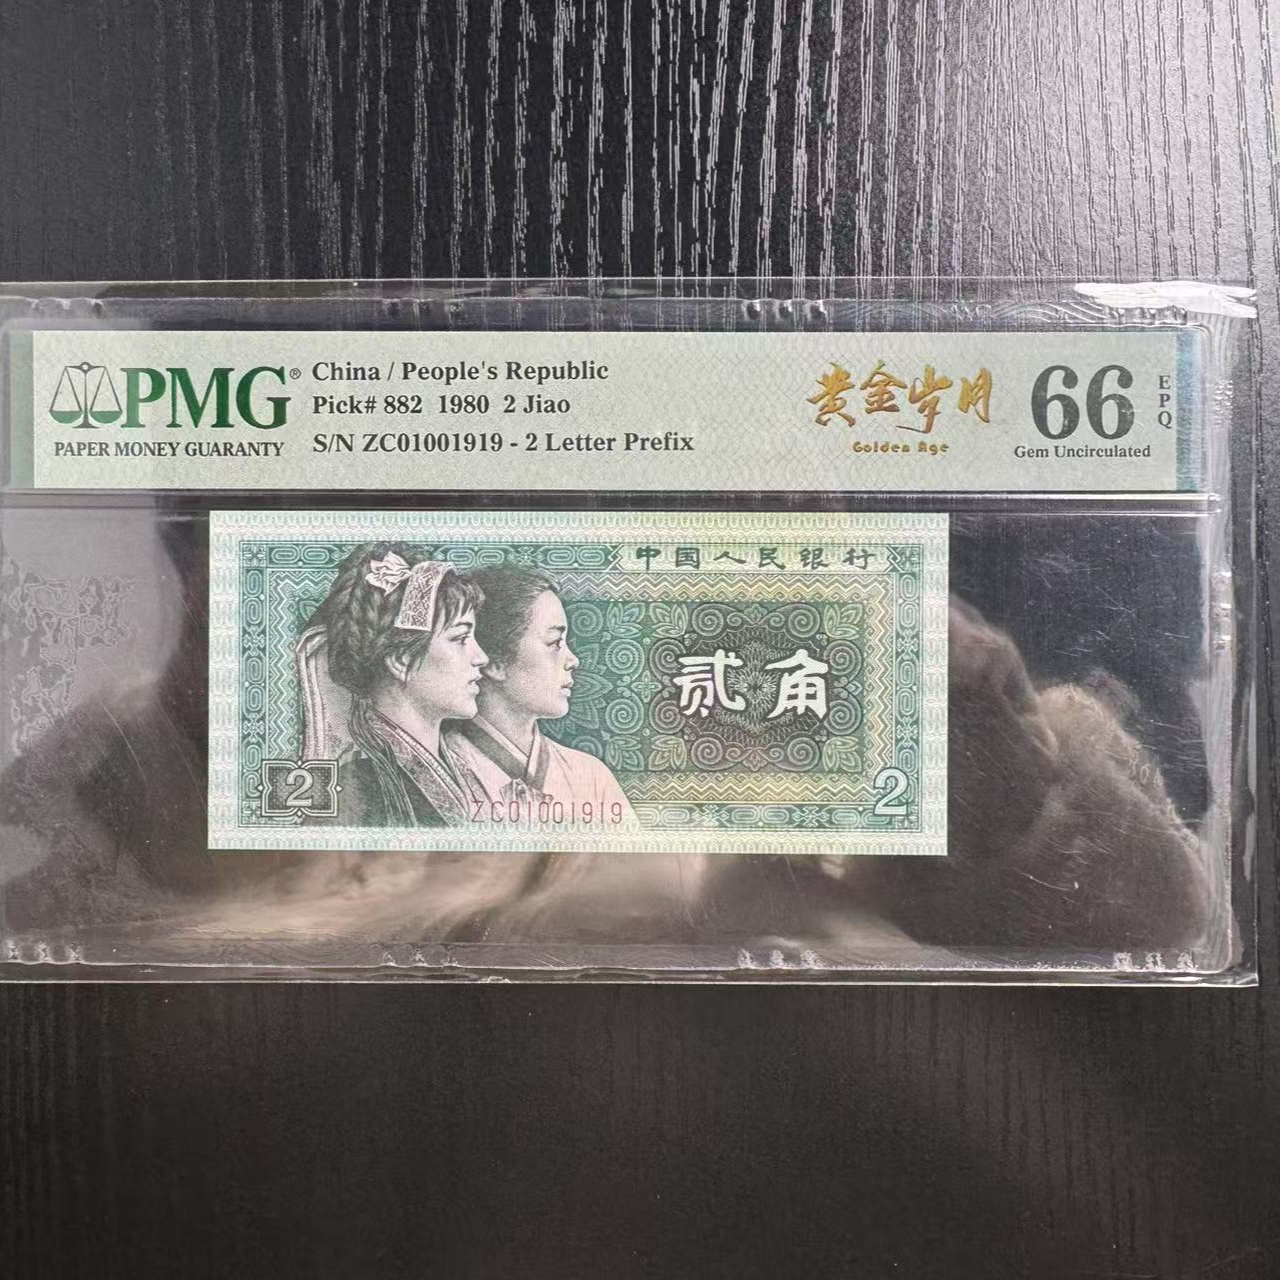 PMG®
PAPER MONEY GUARANTY
China / People's Republic
Pick# 882 1980 2 Jiao
S/N ZC01001919 - 2 Letter Prefix
黄金岁月
Golden Age
66
EPQ
Gem Uncirculated
中国人民银行
贰角
2
2
ZC01001919